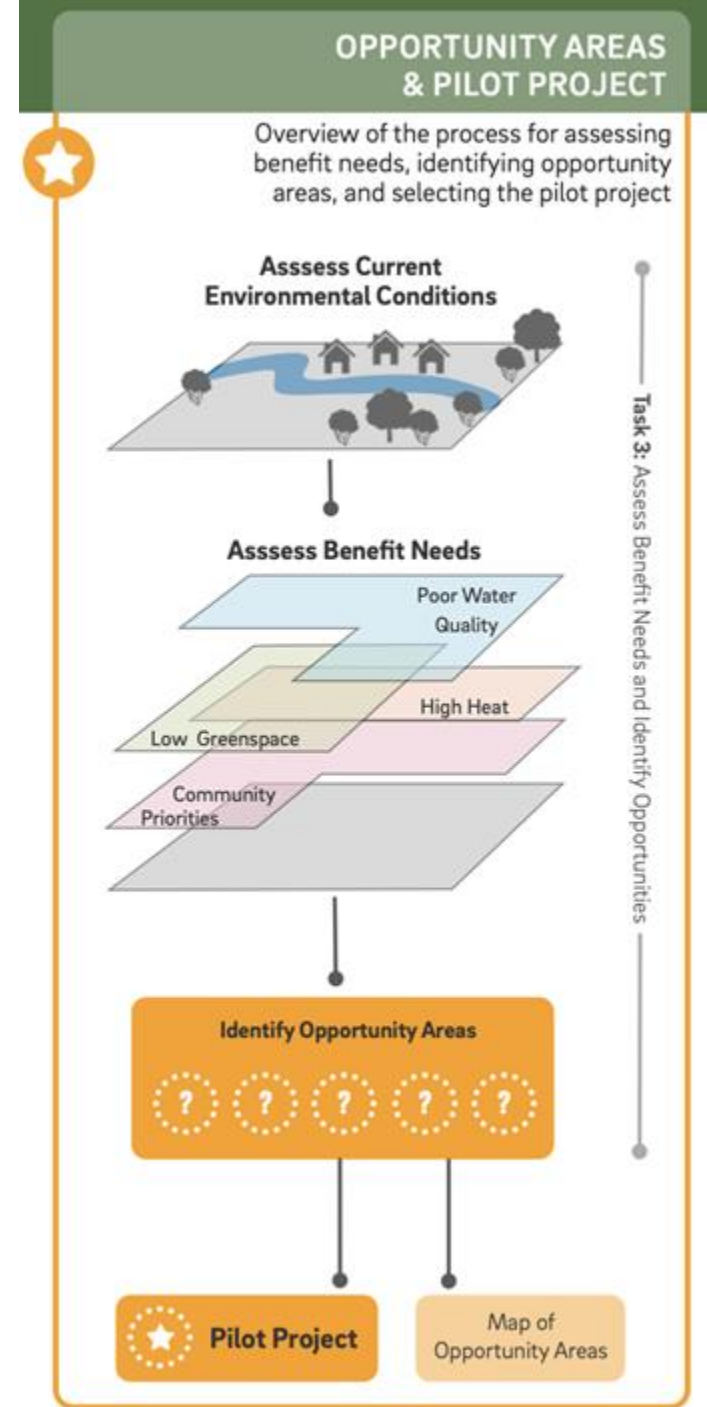 OPPORTUNITY AREAS
& PILOT PROJECT
Overview of the process for assessing
benefit needs, identifying opportunity
areas, and selecting the pilot project
Asssess Current
Environmental Conditions
Asssess Benefit Needs
Poor Water
Quality
High Heat
Low Greenspace
Community
Priorities
Task 3: Assess Benefit Needs and Identify Opportunities
Identify Opportunity Areas
? ? ? ? ?
Pilot Project
Map of
Opportunity Areas